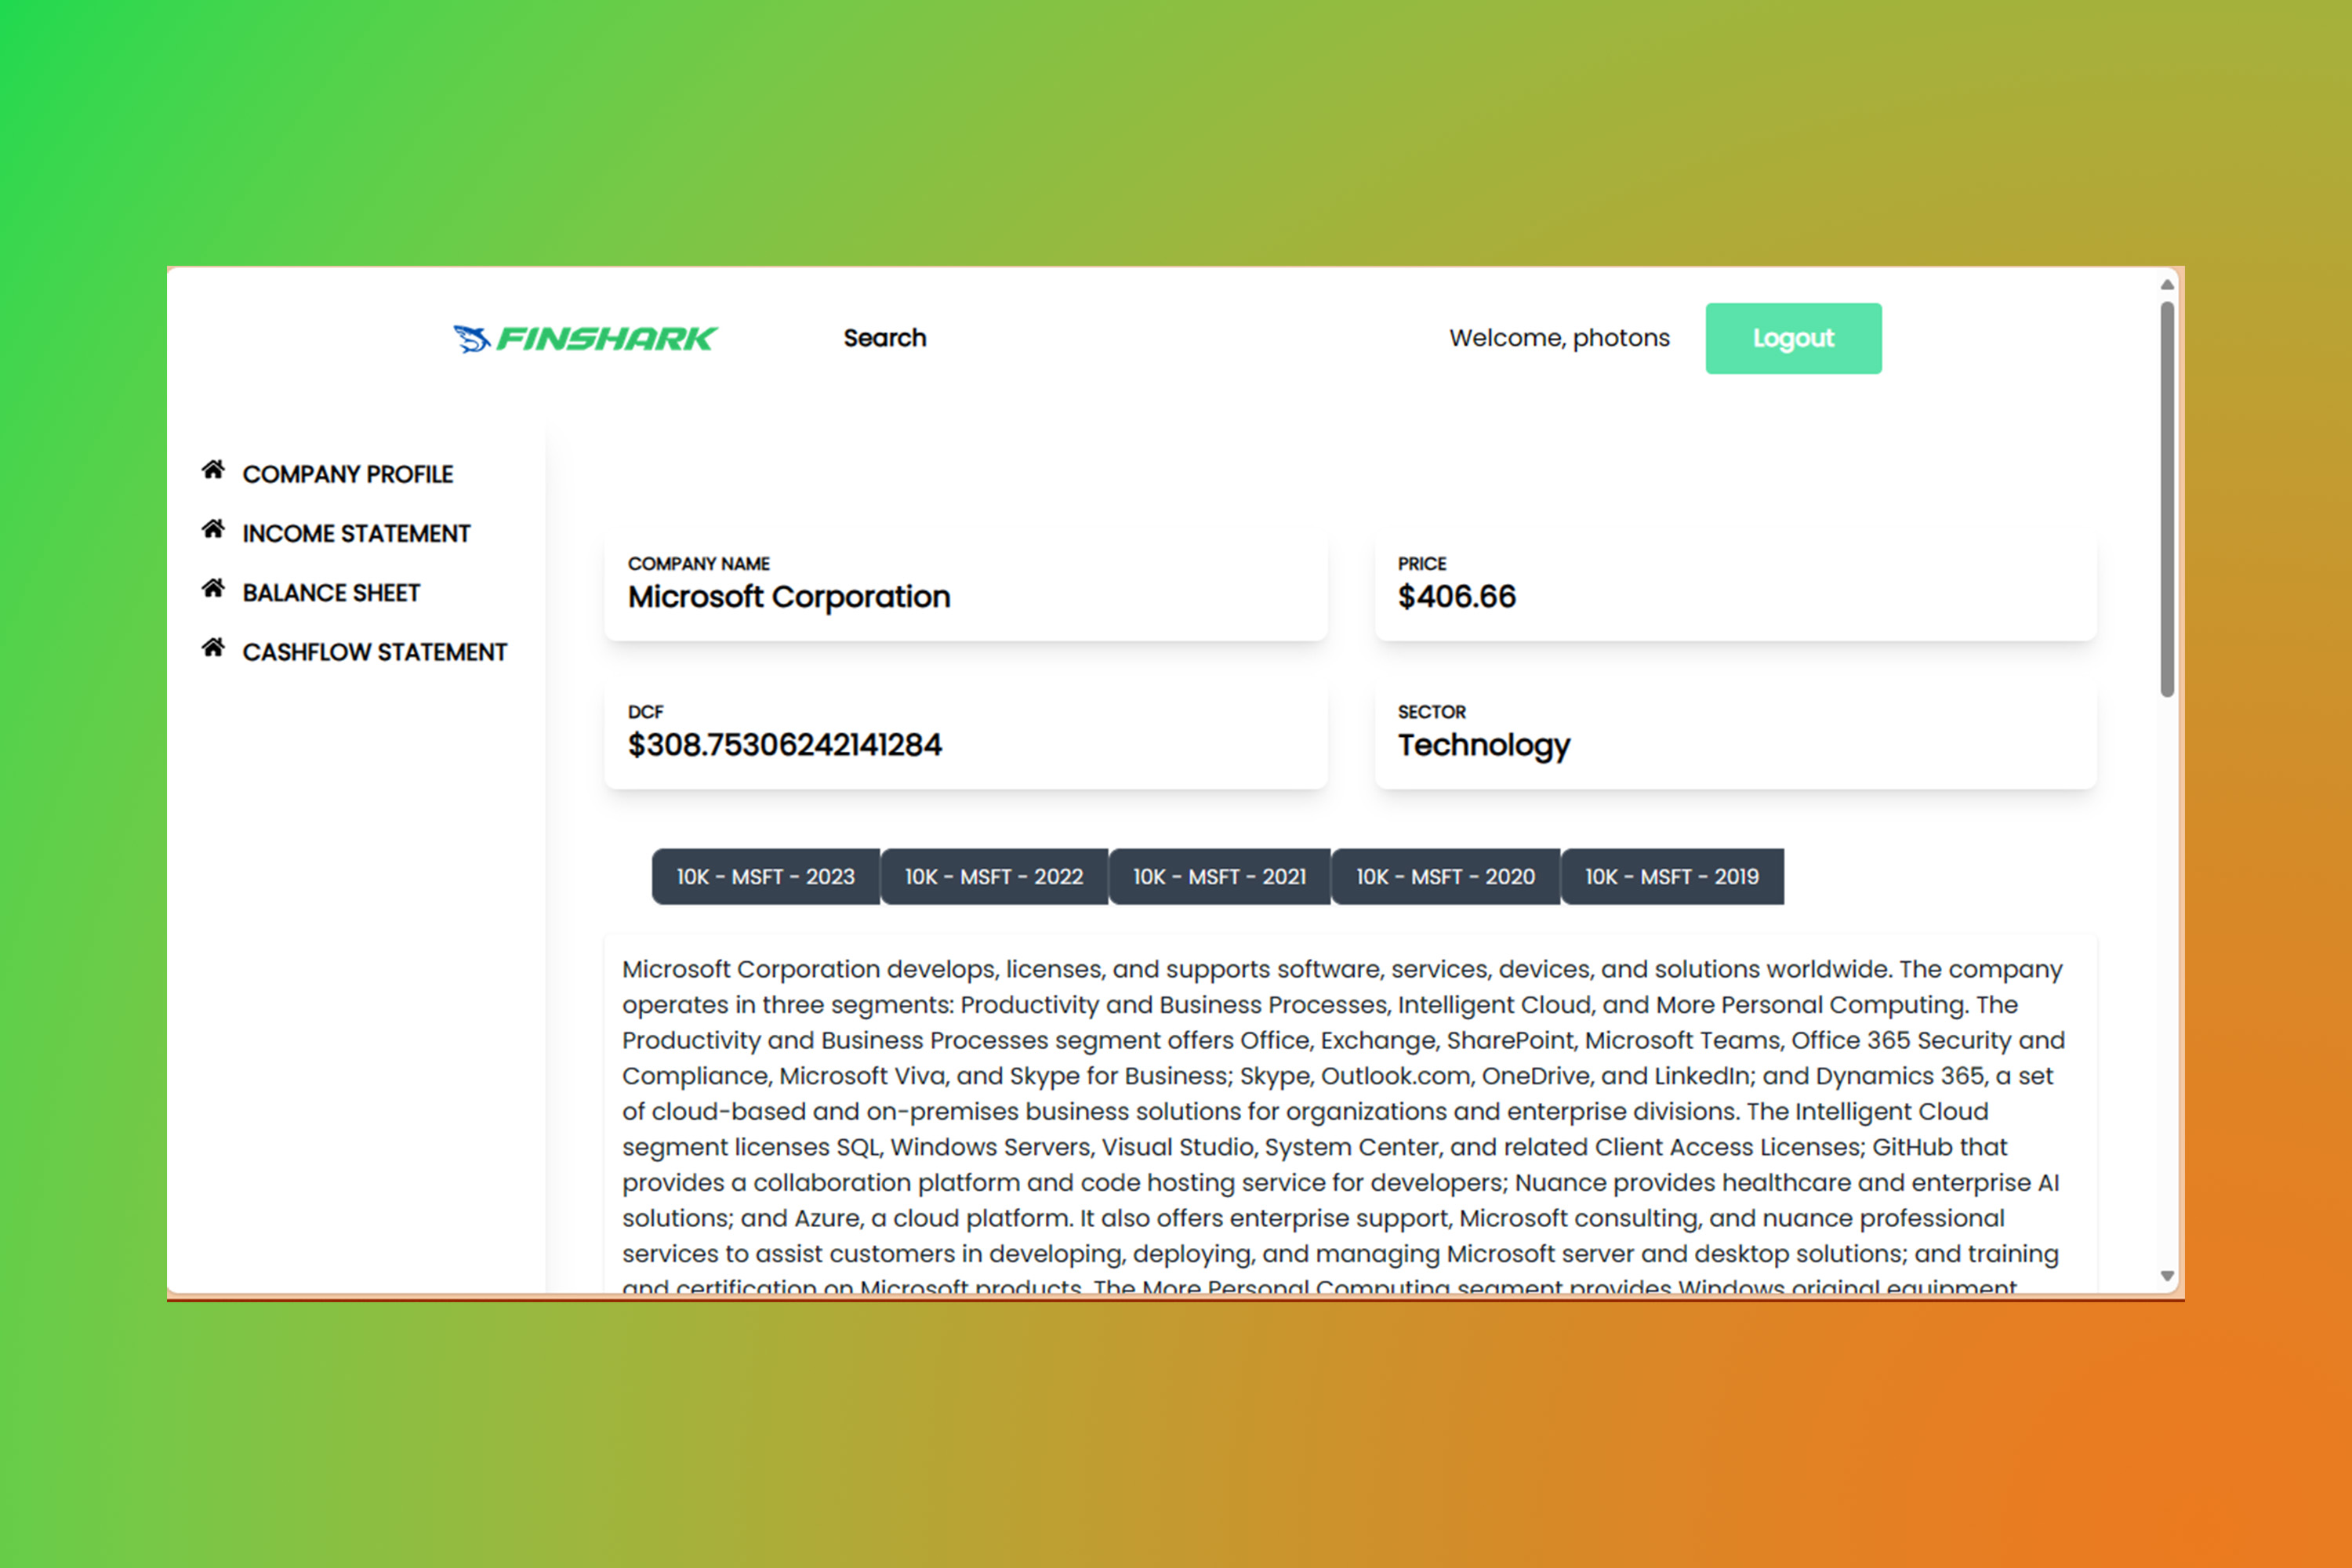 FINSHARK
Search
Welcome, photons
Logout
COMPANY PROFILE
INCOME STATEMENT
BALANCE SHEET
CASHFLOW STATEMENT
COMPANY NAME
Microsoft Corporation
PRICE
$406.66
DCF
$308.75306242141284
SECTOR
Technology
10K - MSFT - 2023
10K - MSFT - 2022
10K - MSFT - 2021
10K - MSFT - 2020
10K - MSFT - 2019
Microsoft Corporation develops, licenses, and supports software, services, devices, and solutions worldwide. The company
operates in three segments: Productivity and Business Processes, Intelligent Cloud, and More Personal Computing. The
Productivity and Business Processes segment offers Office, Exchange, SharePoint, Microsoft Teams, Office 365 Security and
Compliance, Microsoft Viva, and Skype for Business; Skype, Outlook.com, OneDrive, and LinkedIn; and Dynamics 365, a set
of cloud-based and on-premises business solutions for organizations and enterprise divisions. The Intelligent Cloud
segment licenses SQL, Windows Servers, Visual Studio, System Center, and related Client Access Licenses; GitHub that
provides a collaboration platform and code hosting service for developers; Nuance provides healthcare and enterprise AI
solutions; and Azure, a cloud platform. It also offers enterprise support, Microsoft consulting, and nuance professional
services to assist customers in developing, deploying, and managing Microsoft server and desktop solutions; and training
and certification on Microsoft products. The More Personal Computing segment provides Windows original equipment